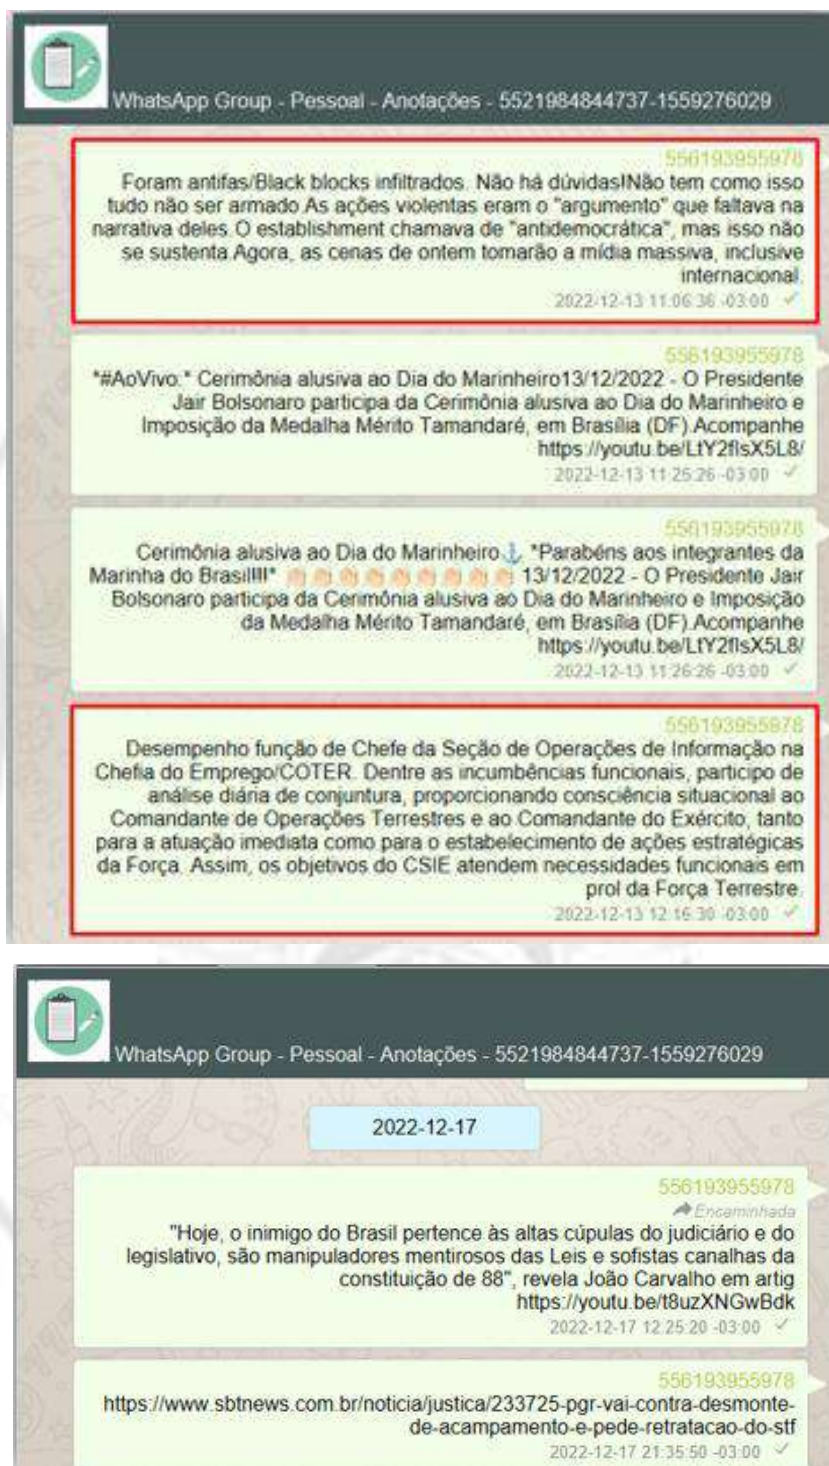 WhatsApp Group - Pessoal - Anotações - 5521984844737-1559276029
556193955978
Foram antifas/Black blocks infiltrados. Não há dúvidas!Não tem como isso
tudo não ser armado.As ações violentas eram o "argumento" que faltava na
narrativa deles.O establishment chamava de "antidemocrática", mas isso não
se sustenta.Agora, as cenas de ontem tomarão a mídia massiva, inclusive
internacional.
2022-12-13 11:06:36 -03:00
556193955978
*#AoVivo:* Cerimônia alusiva ao Dia do Marinheiro13/12/2022 - O Presidente
Jair Bolsonaro participa da Cerimônia alusiva ao Dia do Marinheiro e
Imposição da Medalha Mérito Tamandaré, em Brasília (DF).Acompanhe
https://youtu.be/LtY2flsX5L8/
2022-12-13 11:25:26 -03:00
556193955978
Cerimônia alusiva ao Dia do Marinheiro⚓ *Parabéns aos integrantes da
Marinha do Brasil!!!* 👏🏻👏🏻👏🏻👏🏻👏🏻👏🏻👏🏻👏🏻👏🏻 13/12/2022 - O Presidente Jair
Bolsonaro participa da Cerimônia alusiva ao Dia do Marinheiro e Imposição
da Medalha Mérito Tamandaré, em Brasília (DF).Acompanhe
https://youtu.be/LtY2flsX5L8/
2022-12-13 11:26:26 -03:00
556193955978
Desempenho função de Chefe da Seção de Operações de Informação na
Chefia do Emprego/COTER. Dentre as incumbências funcionais, participo de
análise diária de conjuntura, proporcionando consciência situacional ao
Comandante de Operações Terrestres e ao Comandante do Exército, tanto
para a atuação imediata como para o estabelecimento de ações estratégicas
da Força. Assim, os objetivos do CSIE atendem necessidades funcionais em
prol da Força Terrestre.
2022-12-13 12:16:30 -03:00
WhatsApp Group - Pessoal - Anotações - 5521984844737-1559276029
2022-12-17
556193955978
Encaminhada
"Hoje, o inimigo do Brasil pertence às altas cúpulas do judiciário e do
legislativo, são manipuladores mentirosos das Leis e sofistas canalhas da
constituição de 88", revela João Carvalho em artig
https://youtu.be/t8uzXNGwBdk
2022-12-17 12:25:20 -03:00
556193955978
https://www.sbtnews.com.br/noticia/justica/233725-pgr-vai-contra-desmonte-
de-acampamento-e-pede-retratacao-do-stf
2022-12-17 21:35:50 -03:00